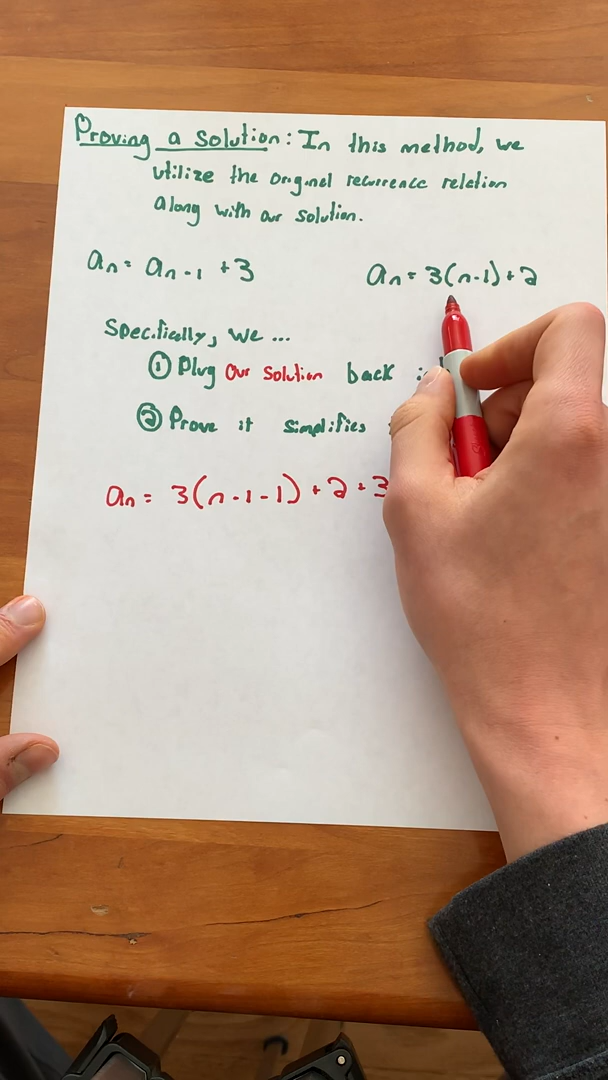 Proving a Solution: In this method, we
utilize the original recurrence relation
along with our solution.
an = an-1 +3
an = 3(n-1)+2
Specifically, we ...
① Plug our solution back
② Prove it simplifies
an = 3(n-1-1)+2+3